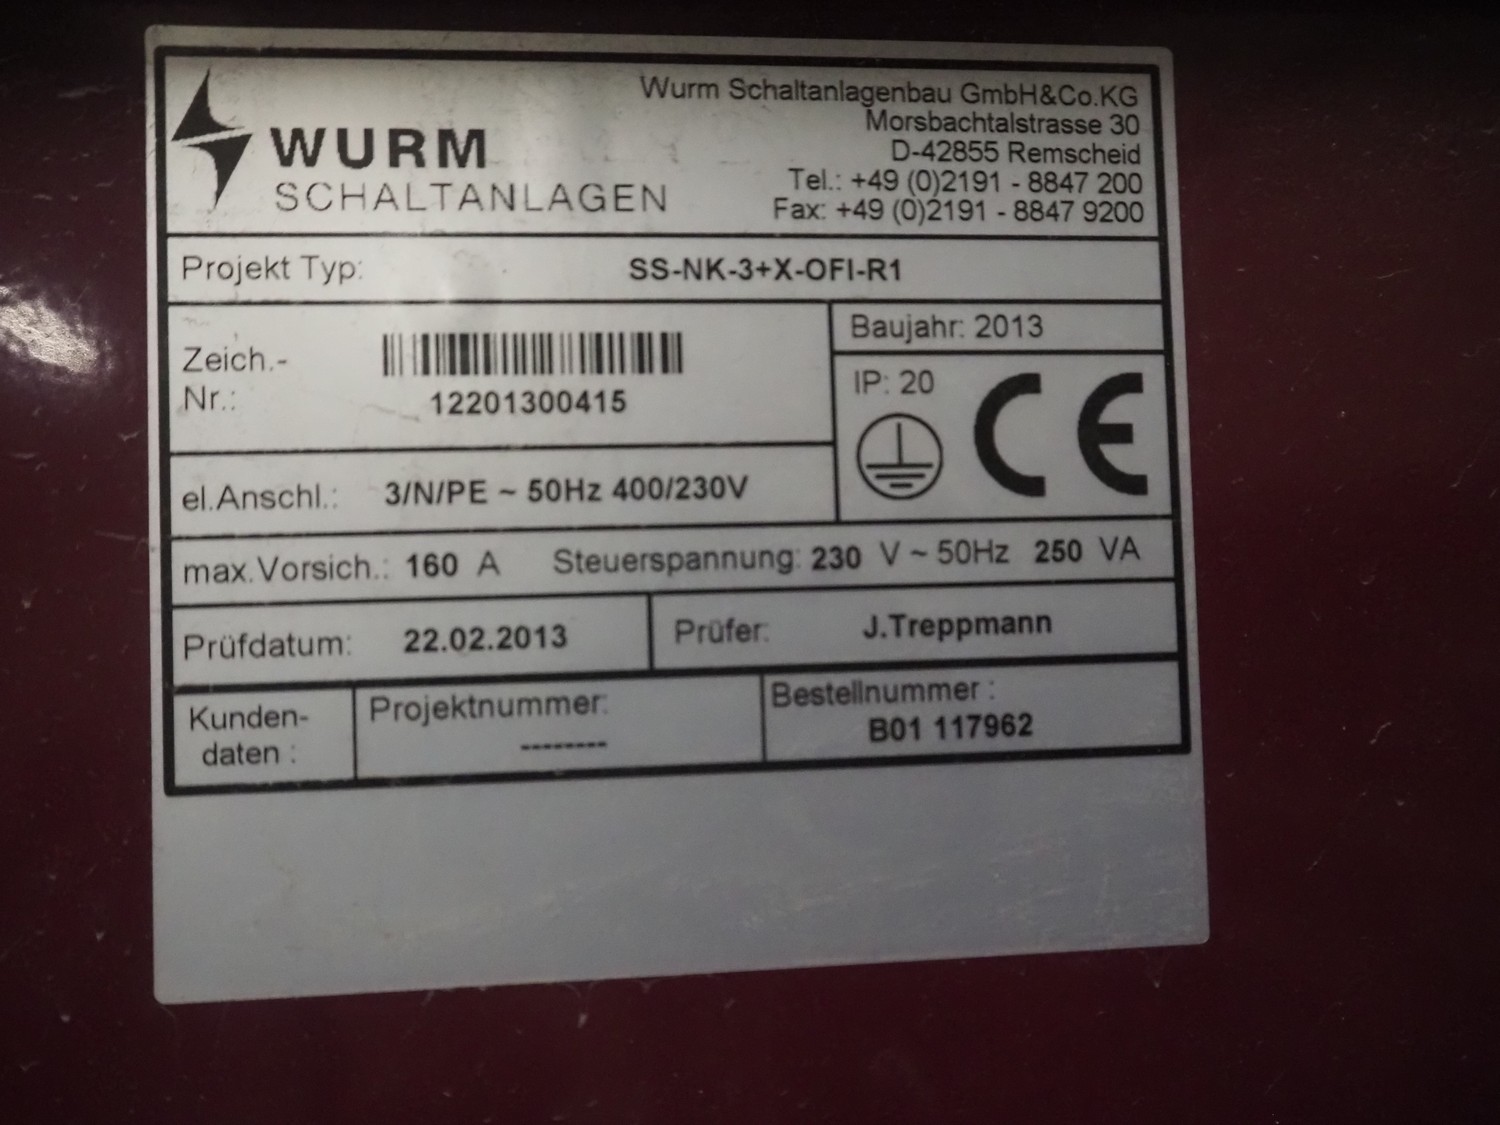 WURM
SCHALTANLAGEN
Wurm Schaltanlagenbau GmbH&Co.KG
Morsbachtalstrasse 30
D-42855 Remscheid
Tel.: +49 (0)2191 - 8847 200
Fax: +49 (0)2191 - 8847 9200
Projekt Typ: SS-NK-3+X-OFI-R1
Zeich.-
Nr.: 12201300415
Baujahr: 2013
IP: 20
CE
el.Anschl.: 3/N/PE ~ 50Hz 400/230V
max.Vorsich.: 160 A Steuerspannung: 230 V ~ 50Hz 250 VA
Prüfdatum: 22.02.2013 Prüfer: J.Treppmann
Kunden-
daten :
Projektnummer:
--------
Bestellnummer :
B01 117962